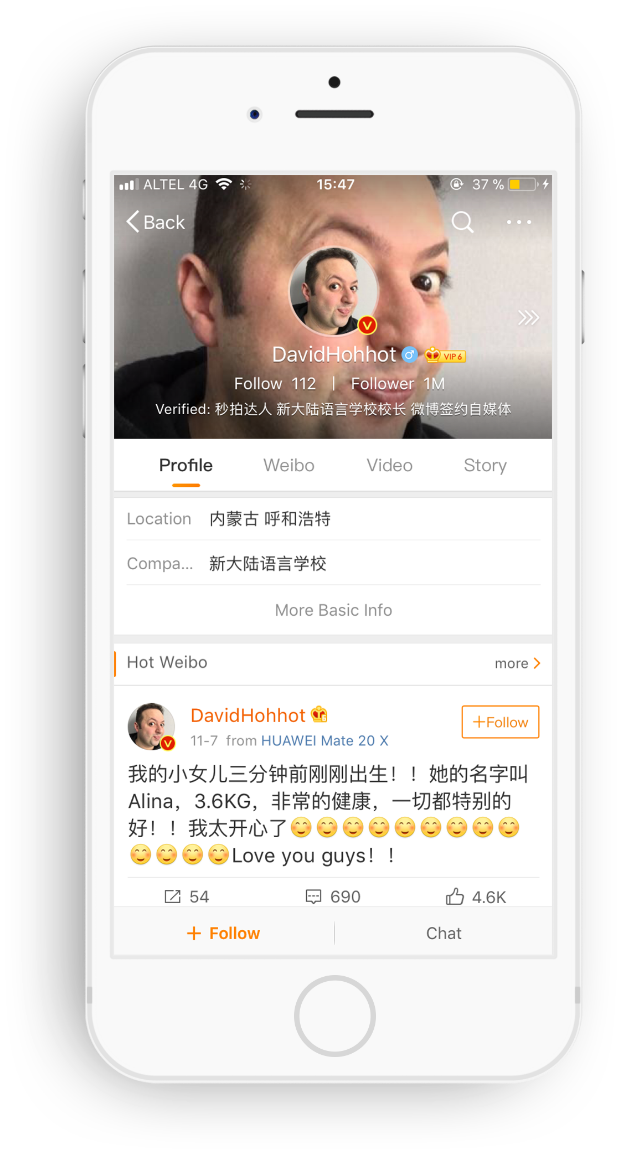 ALTEL 4G 15:47 37 %
Back
DavidHohhot VIP 6
Follow 112 | Follower 1M
Verified: 秒拍达人 新大陆语言学校校长 微博签约自媒体
Profile Weibo Video Story
Location 内蒙古 呼和浩特
Compa... 新大陆语言学校
More Basic Info
Hot Weibo more
DavidHohhot
+Follow
11-7 from HUAWEI Mate 20 X
我的小女儿三分钟前刚刚出生！！她的名字叫
Alina，3.6KG，非常的健康，一切都特别的
好！！我太开心了😊😊😊😊😊😊😊😊😊
😊😊😊😊Love you guys！！
54 690 4.6K
+ Follow Chat